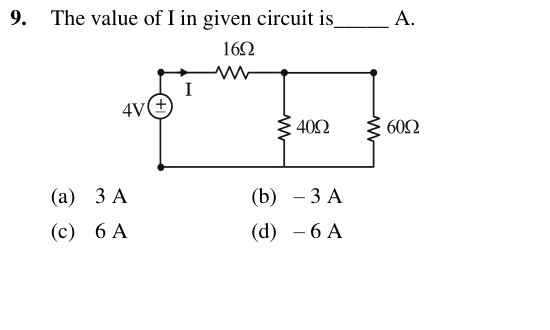 9. The value of I in given circuit is_____ A.
16Ω
I
4V
40Ω
60Ω
(a) 3 A (b) – 3 A
(c) 6 A (d) – 6 A